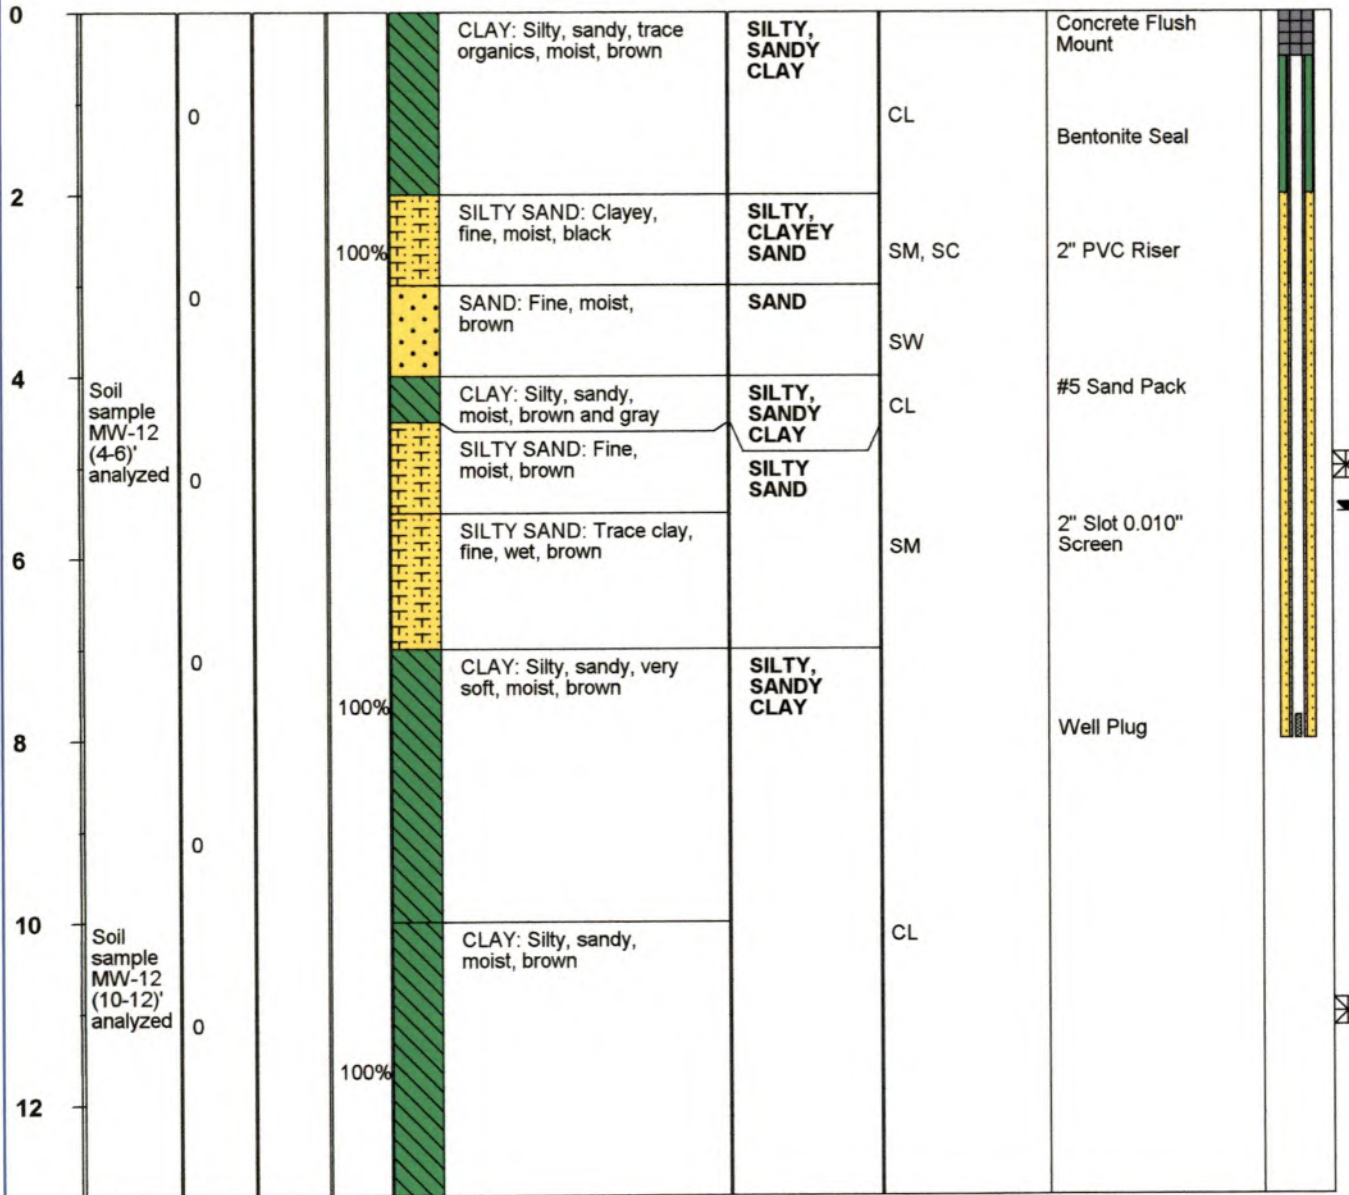 0
CLAY: Silty, sandy, trace
organics, moist, brown
SILTY,
SANDY
CLAY
Concrete Flush
Mount
0
CL
Bentonite Seal
2
SILTY SAND: Clayey,
fine, moist, black
SILTY,
CLAYEY
SAND
100%
SM, SC
2" PVC Riser
0
SAND: Fine, moist,
brown
SAND
SW
4
Soil
sample
MW-12
(4-6)'
analyzed
CLAY: Silty, sandy,
moist, brown and gray
SILTY,
SANDY
CLAY
CL
#5 Sand Pack
0
SILTY SAND: Fine,
moist, brown
SILTY
SAND
SILTY SAND: Trace clay,
fine, wet, brown
SM
2" Slot 0.010"
Screen
6
0
CLAY: Silty, sandy, very
soft, moist, brown
SILTY,
SANDY
CLAY
100%
Well Plug
8
0
10
Soil
sample
MW-12
(10-12)'
analyzed
CLAY: Silty, sandy,
moist, brown
CL
0
100%
12